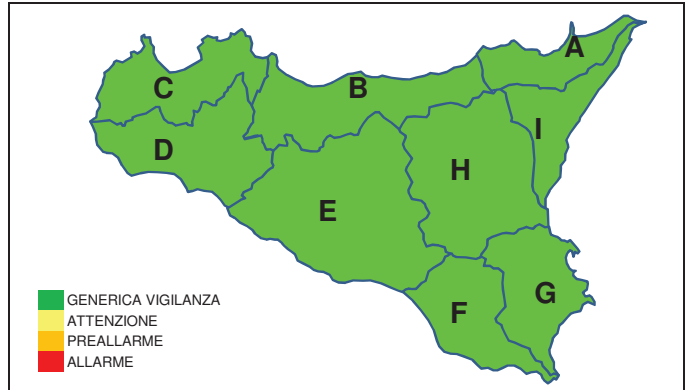 A
B
C
I
D
H
E
G
F
GENERICA VIGILANZA
ATTENZIONE
PREALLARME
ALLARME